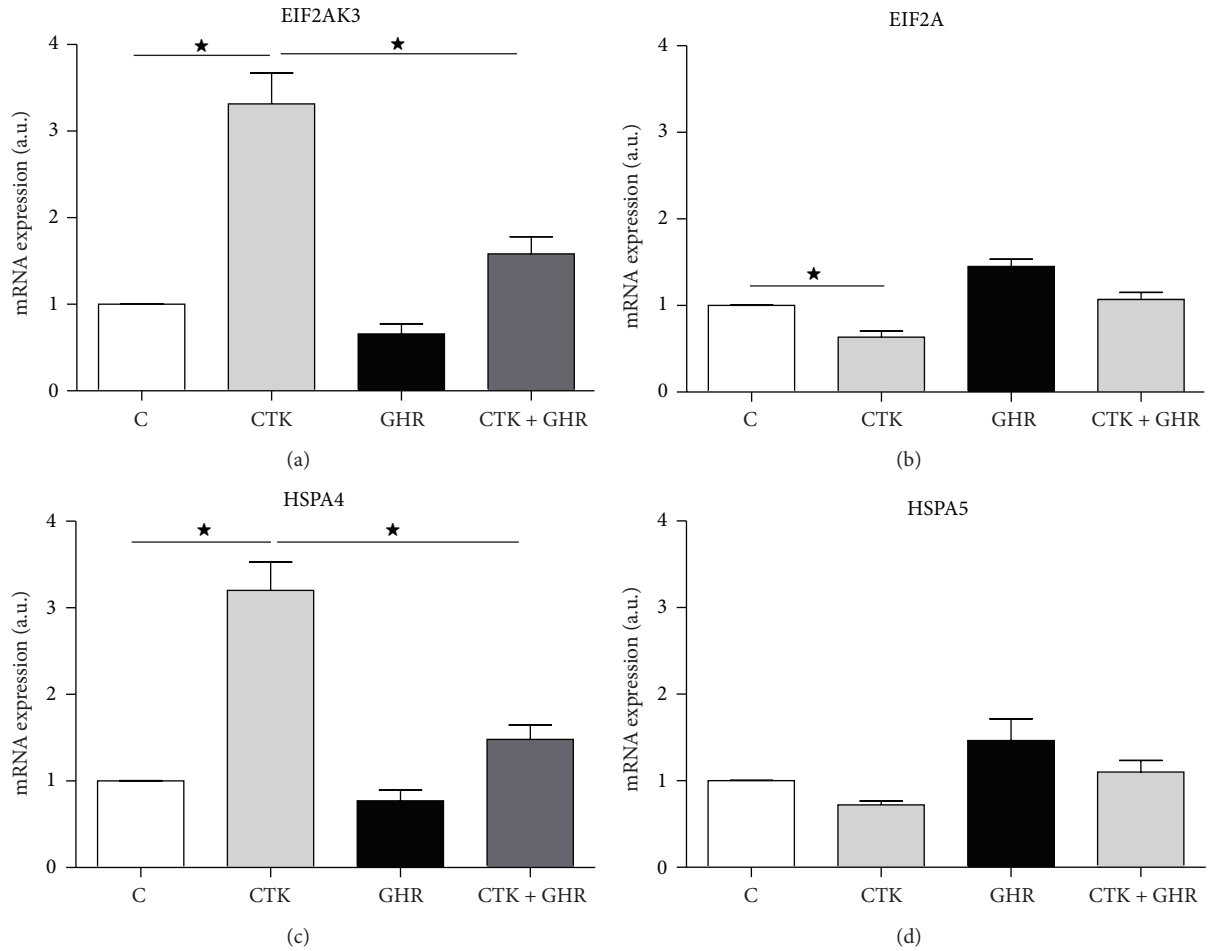 EIF2AK3
mRNA expression (a.u.)
4
3
2
1
0
★
★
C
CTK
GHR
CTK + GHR
(a)
EIF2A
mRNA expression (a.u.)
4
3
2
1
0
★
C
CTK
GHR
CTK + GHR
(b)
HSPA4
mRNA expression (a.u.)
4
3
2
1
0
★
★
C
CTK
GHR
CTK + GHR
(c)
HSPA5
mRNA expression (a.u.)
4
3
2
1
0
C
CTK
GHR
CTK + GHR
(d)